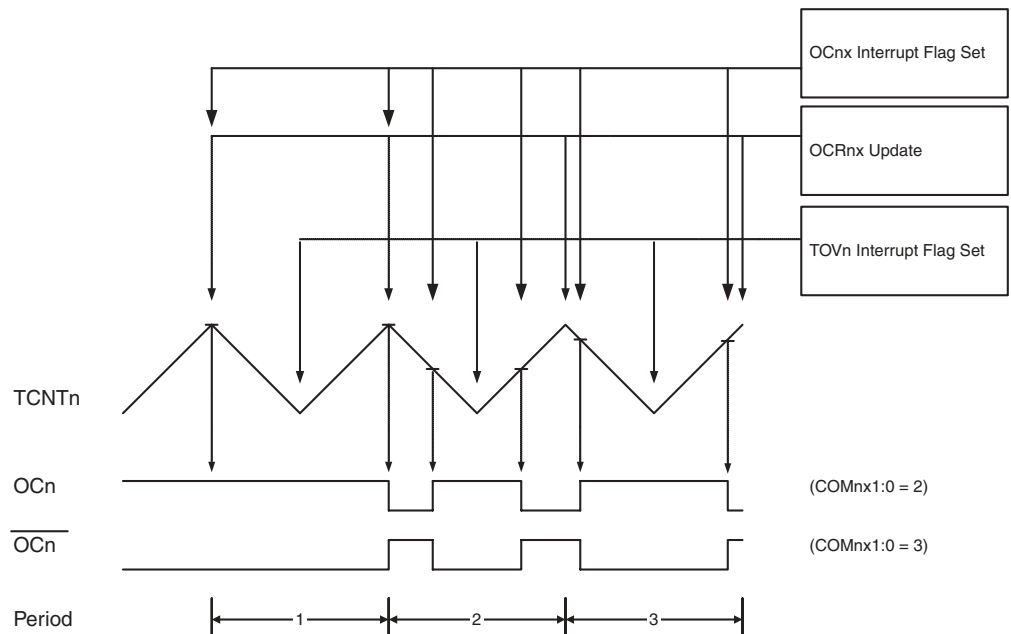 OCnx Interrupt Flag Set
OCRnx Update
TOVn Interrupt Flag Set
TCNTn
OCn
(COMnx1:0 = 2)
OCn
(COMnx1:0 = 3)
Period
1
2
3